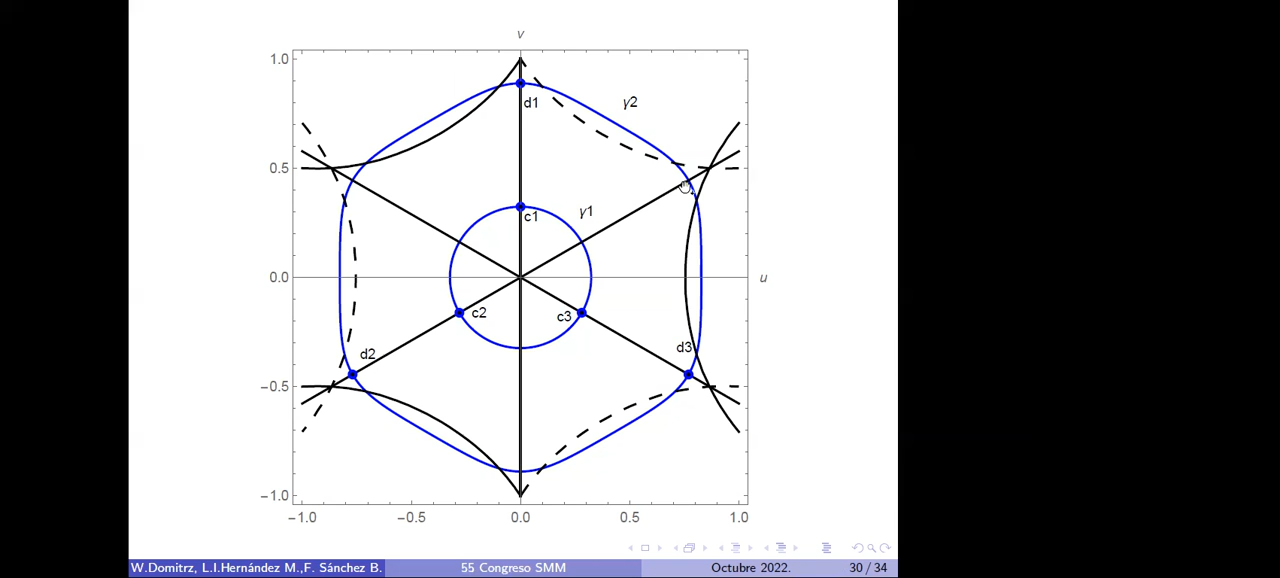 v
1.0
d1
γ2
0.5
c1
γ1
0.0
u
c2
c3
d2
d3
−0.5
−1.0
−1.0
−0.5
0.0
0.5
1.0
W.Domitrz, L.I.Hernández M.,F. Sánchez B.
55 Congreso SMM
Octubre 2022.
30 / 34